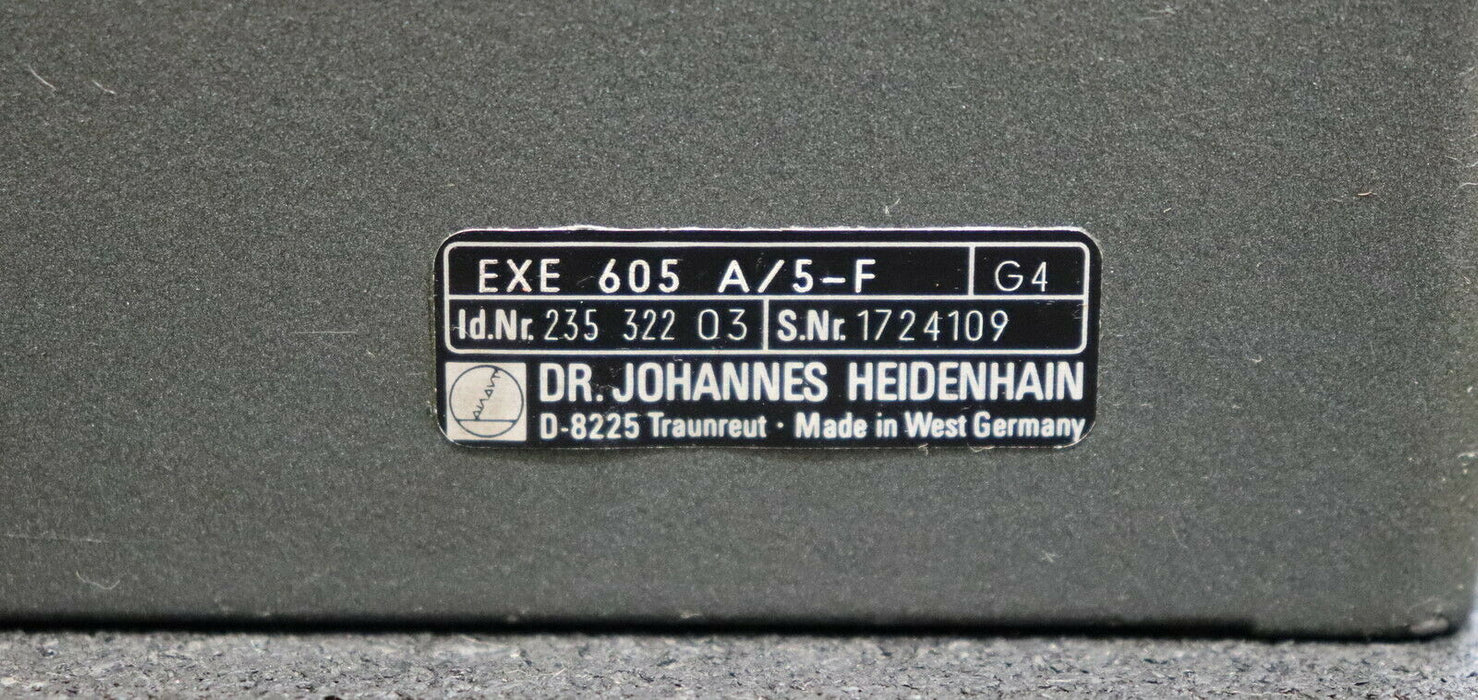 EXE 605 A/5-F G4
Id.Nr. 235 322 03 S.Nr. 1724109
DR. JOHANNES HEIDENHAIN
D-8225 Traunreut · Made in West Germany